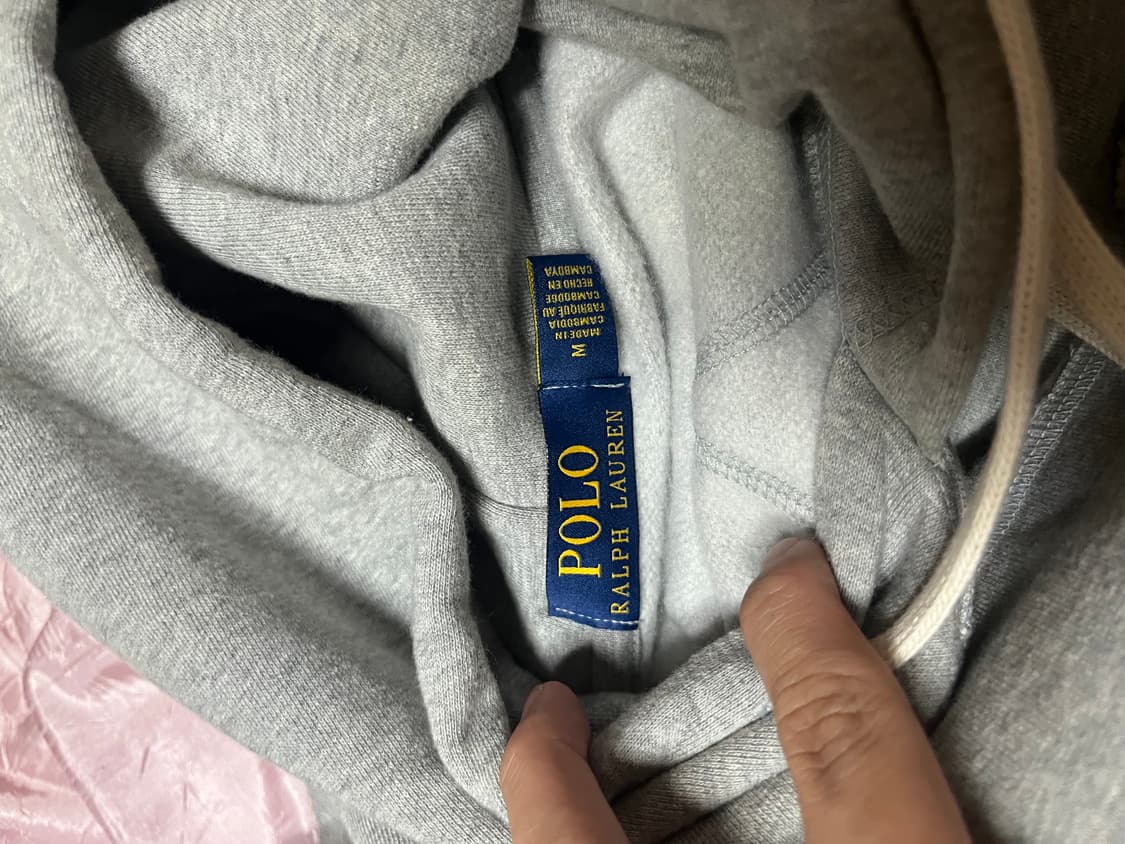 POLO
RALPH LAUREN
M
MADE IN
CAMBODIA
FABRIQUÉ AU
CAMBODGE
HECHO EN
CAMBOYA